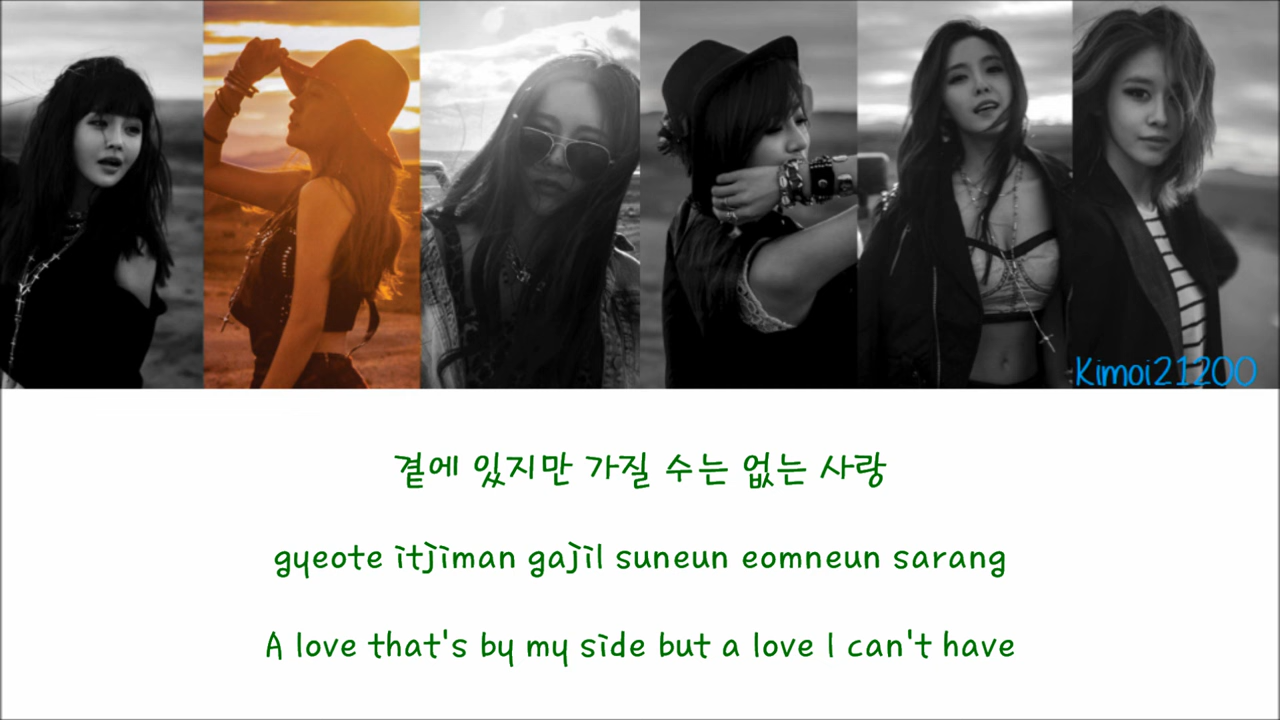 Kimoi21200
곁에 있지만 가질 수는 없는 사랑
gyeote itjiman gajil suneun eomneun sarang
A love that's by my side but a love I can't have